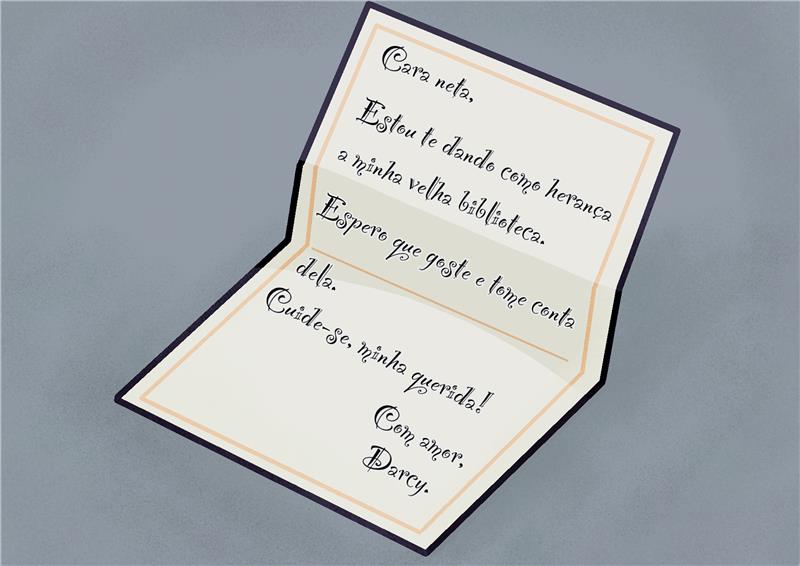 Cara neta,
Estou te dando como herança
a minha velha biblioteca.
Espero que goste e tome conta
dela.
Cuide-se, minha querida!
Com amor,
Darcy.